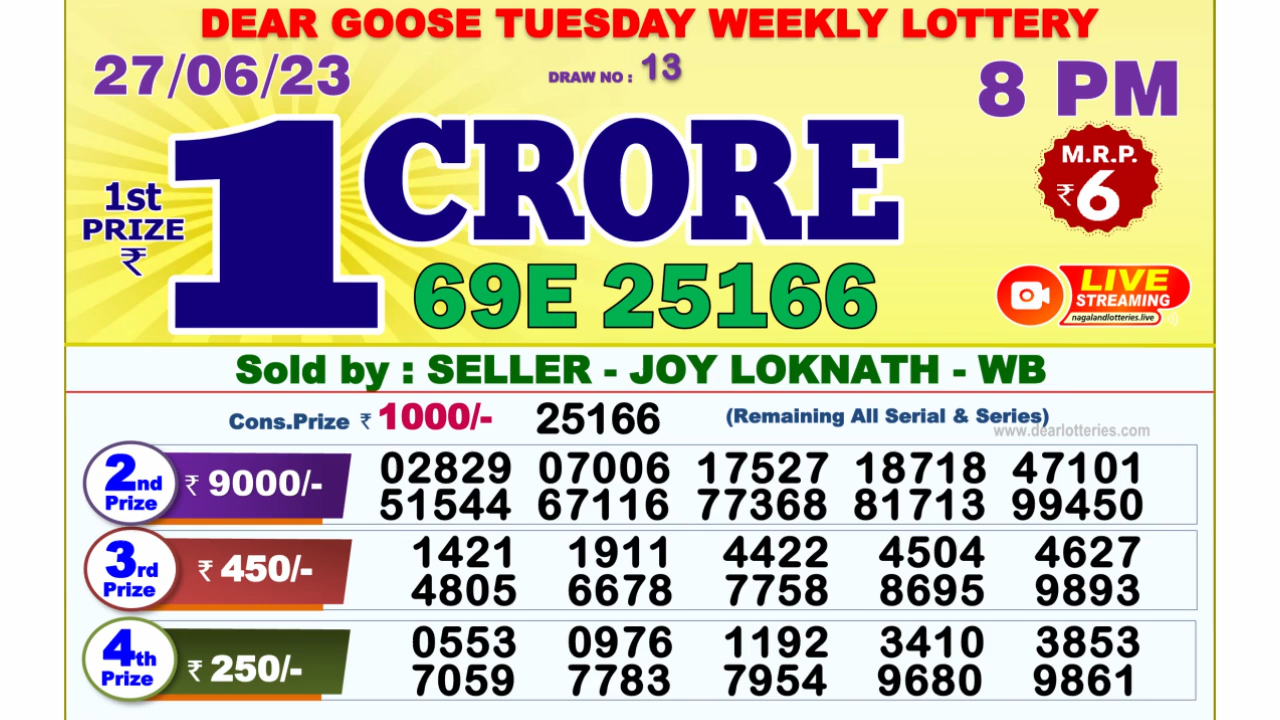 DEAR GOOSE TUESDAY WEEKLY LOTTERY
27/06/23
DRAW NO : 13
8 PM
1st
PRIZE
₹
1 CRORE
69E 25166
M.R.P.
₹ 6
LIVE
STREAMING
nagalandlotteries.live
Sold by : SELLER - JOY LOKNATH - WB
Cons.Prize ₹ 1000/- 25166 (Remaining All Serial & Series)
www.dearlotteries.com
2nd Prize ₹ 9000/-
02829 07006 17527 18718 47101
51544 67116 77368 81713 99450
3rd Prize ₹ 450/-
1421 1911 4422 4504 4627
4805 6678 7758 8695 9893
4th Prize ₹ 250/-
0553 0976 1192 3410 3853
7059 7783 7954 9680 9861